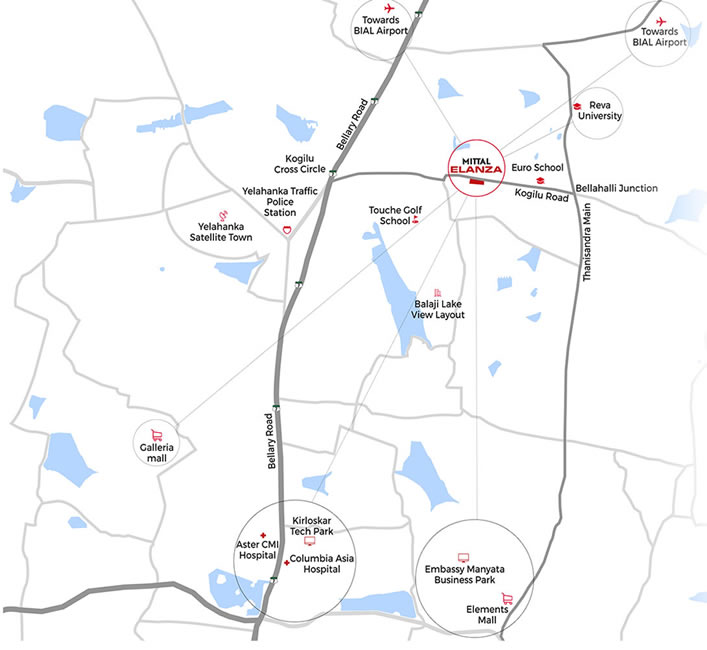 Towards
BIAL Airport
Towards
BIAL Airport
Bellary Road
Reva
University
Kogilu
Cross Circle
MITTAL
ELANZA
Euro School
Kogilu Road
Bellahalli Junction
Yelahanka Traffic
Police
Station
Touche Golf
School
Yelahanka
Satellite Town
Thanisandra Main
Balaji Lake
View Layout
Bellary Road
Galleria
mall
Kirloskar
Tech Park
Aster CMI
Hospital
Columbia Asia
Hospital
Embassy Manyata
Business Park
Elements
Mall